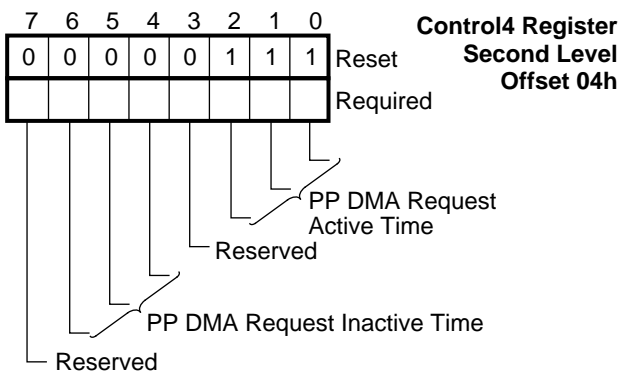 7 6 5 4 3 2 1 0
Control4 Register
Second Level
Offset 04h
0 0 0 0 0 1 1 1 Reset
Required
PP DMA Request
Active Time
Reserved
PP DMA Request Inactive Time
Reserved